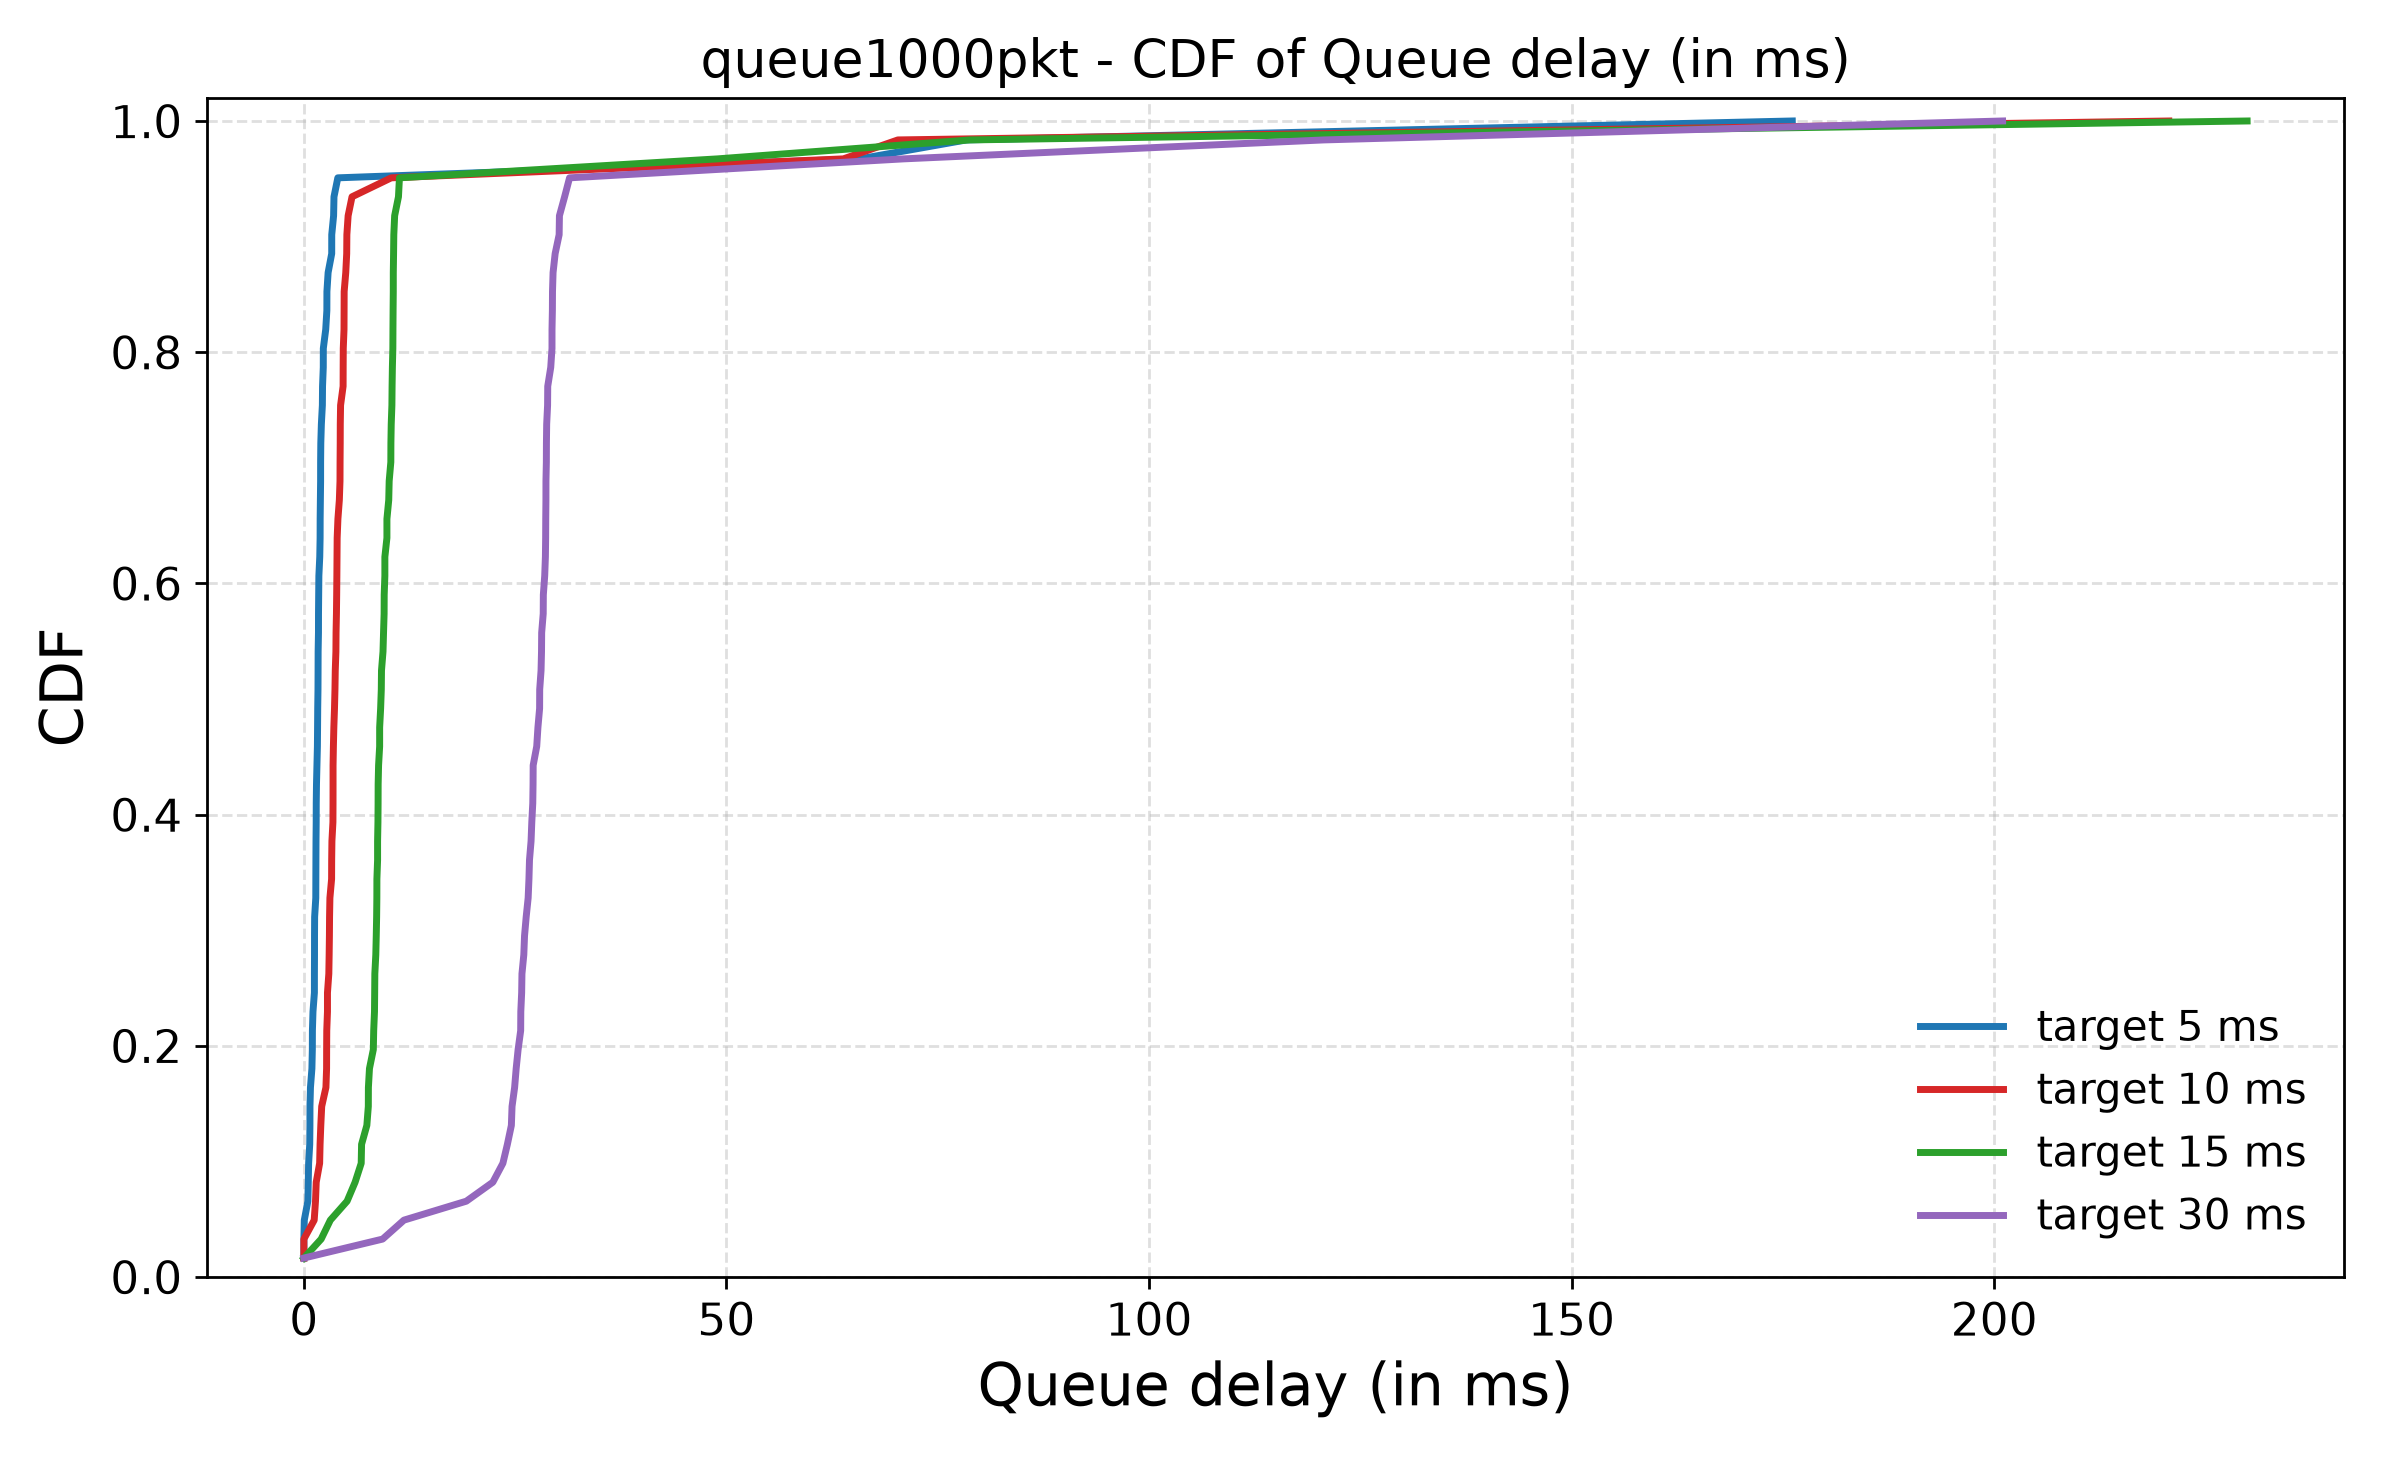 queue1000pkt - CDF of Queue delay (in ms)
1.0
0.8
0.6
0.4
0.2
0.0
CDF
0 50 100 150 200
Queue delay (in ms)
target 5 ms
target 10 ms
target 15 ms
target 30 ms